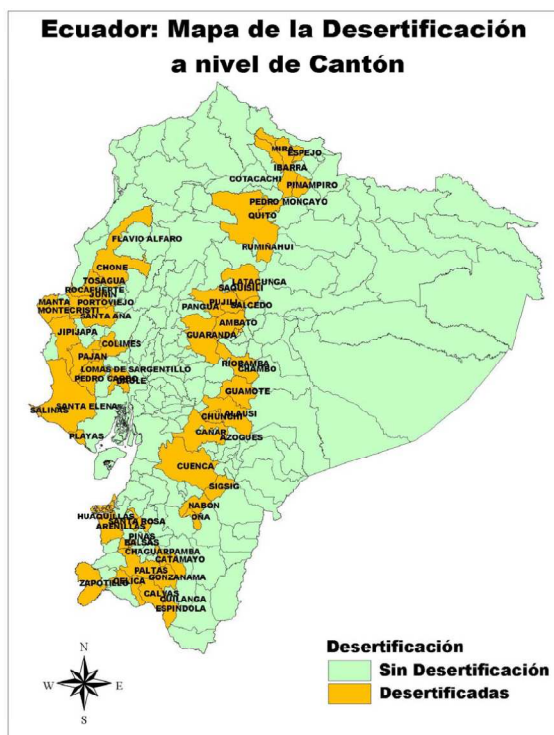 Ecuador: Mapa de la Desertificación
a nivel de Cantón
MIRA
ESPEJO
IBARRA
COTACACHI
PIMAMPIRO
PEDRO MONCAYO
QUITO
FLAVIO ALFARO
RUMIÑAHUI
CHONE
TOSAGUA
LATACUNGA
SAQUISILI
ROCAFUERTE
JUNIN
MANTA
PORTOVIEJO
PANGUA
PUJILI
SALCEDO
MONTECRISTI
SANTA ANA
AMBATO
JIPIJAPA
GUARANDA
COLIMES
PAJAN
RIOBAMBA
LOMAS DE SARGENTILLO
CHAMBO
PEDRO CARBO
GUAMOTE
SANTA ELENA
SALINAS
CHUNCHI
ALAUSI
PLAYAS
CAÑAR
AZOGUES
CUENCA
SIGSIG
NABON
HUAQUILLAS
OÑA
SANTA ROSA
ARENILLAS
PIÑAS
BALSAS
CHAGUARPAMBA
CATAMAYO
PALTAS
ZAPOTILLO
CELICA
GONZANAMA
CALVAS
QUILANGA
ESPINDOLA
N
W
E
S
Desertificación
Sin Desertificación
Desertificadas